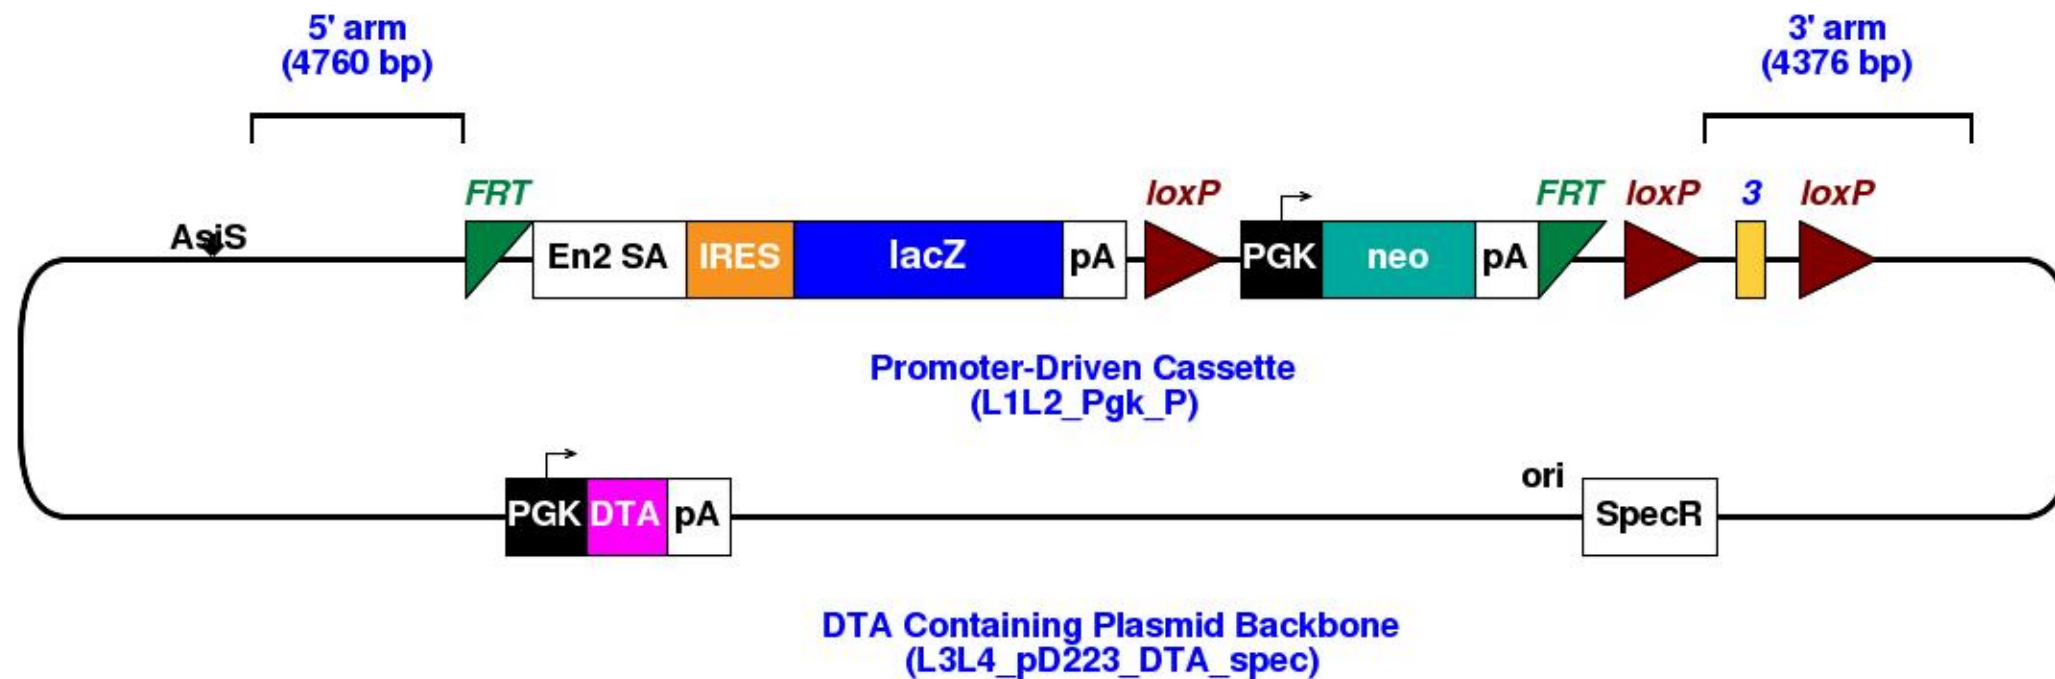 5' arm
(4760 bp)
3' arm
(4376 bp)
FRT
loxP
FRT
loxP
3
loxP
AsiS
En2 SA
IRES
lacZ
pA
PGK
neo
pA
Promoter-Driven Cassette
(L1L2_Pgk_P)
ori
PGK
DTA
pA
SpecR
DTA Containing Plasmid Backbone
(L3L4_pD223_DTA_spec)